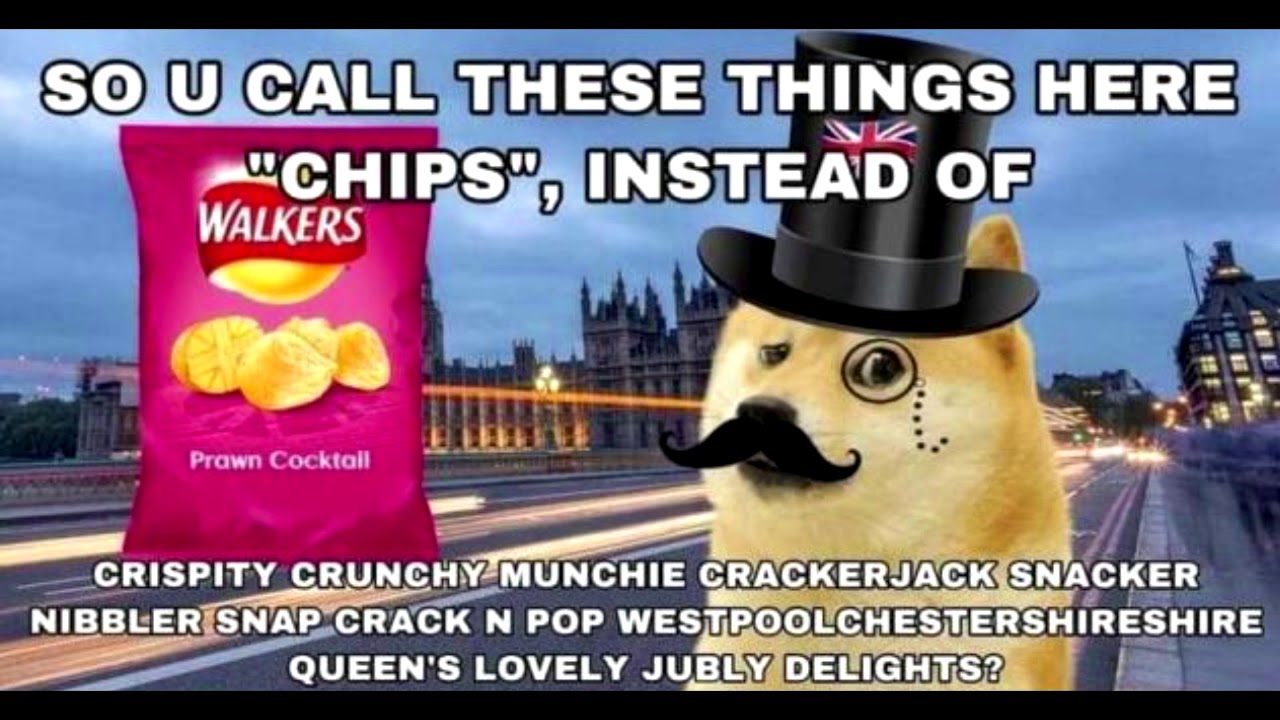 SO U CALL THESE THINGS HERE
"CHIPS", INSTEAD OF
WALKERS
Prawn Cocktail
CRISPITY CRUNCHY MUNCHIE CRACKERJACK SNACKER
NIBBLER SNAP CRACK N POP WESTPOOLCHESTERSHIRESHIRE
QUEEN'S LOVELY JUBLY DELIGHTS?